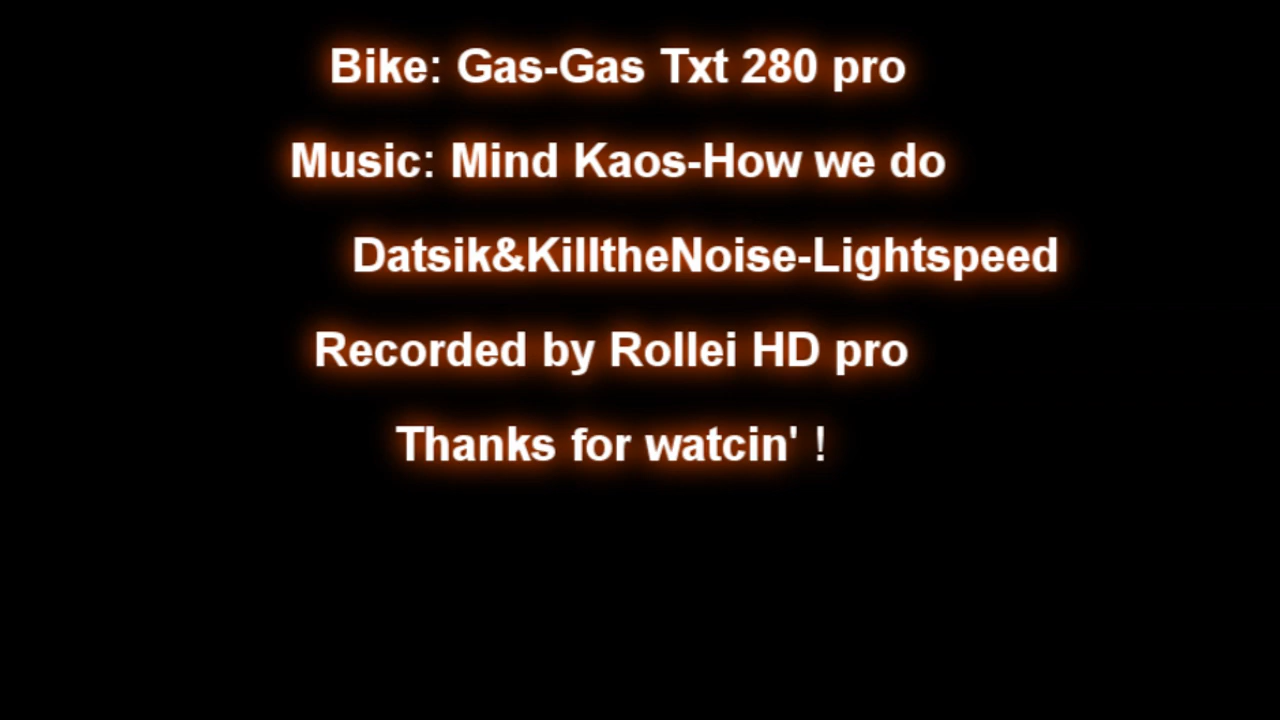 Bike: Gas-Gas Txt 280 pro
Music: Mind Kaos-How we do
Datsik&KilltheNoise-Lightspeed
Recorded by Rollei HD pro
Thanks for watcin' !